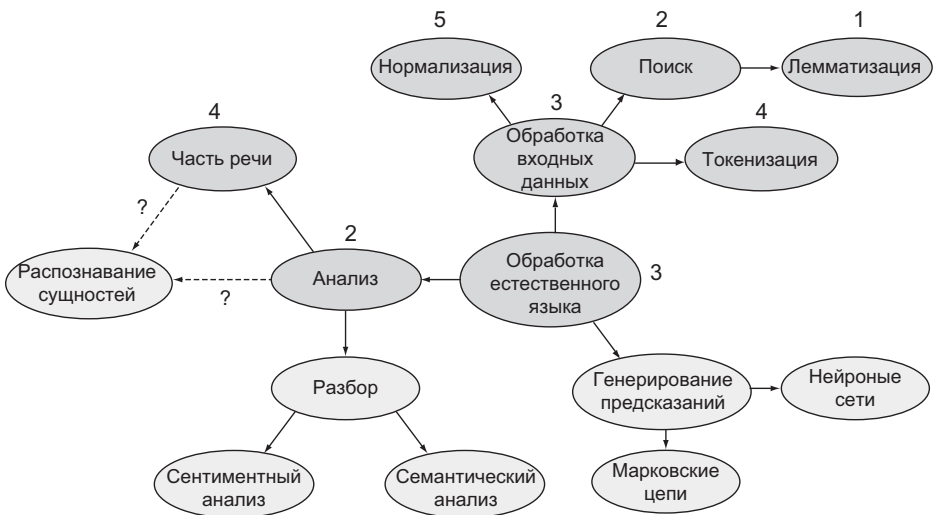 5
2
1
Нормализация
Поиск
Лемматизация
3
4
4
Обработка
входных
данных
Часть речи
Токенизация
?
2
Распознавание
сущностей
?
Анализ
Обработка
естественного
языка
3
Разбор
Генерирование
предсказаний
Нейроные
сети
Сентиментный
анализ
Семантический
анализ
Марковские
цепи